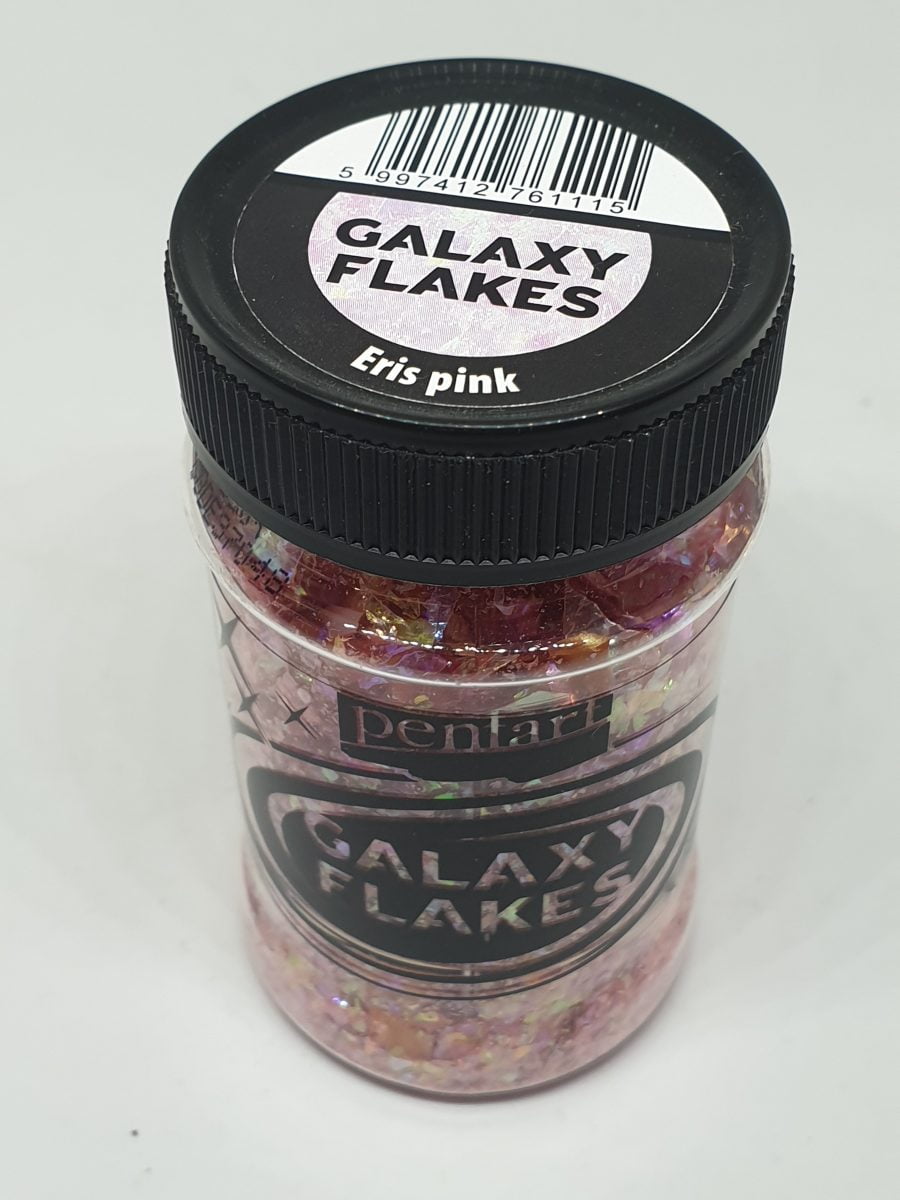 5 997412 761115
GALAXY
FLAKES
Eris pink
pentart
GALAXY
FLAKES